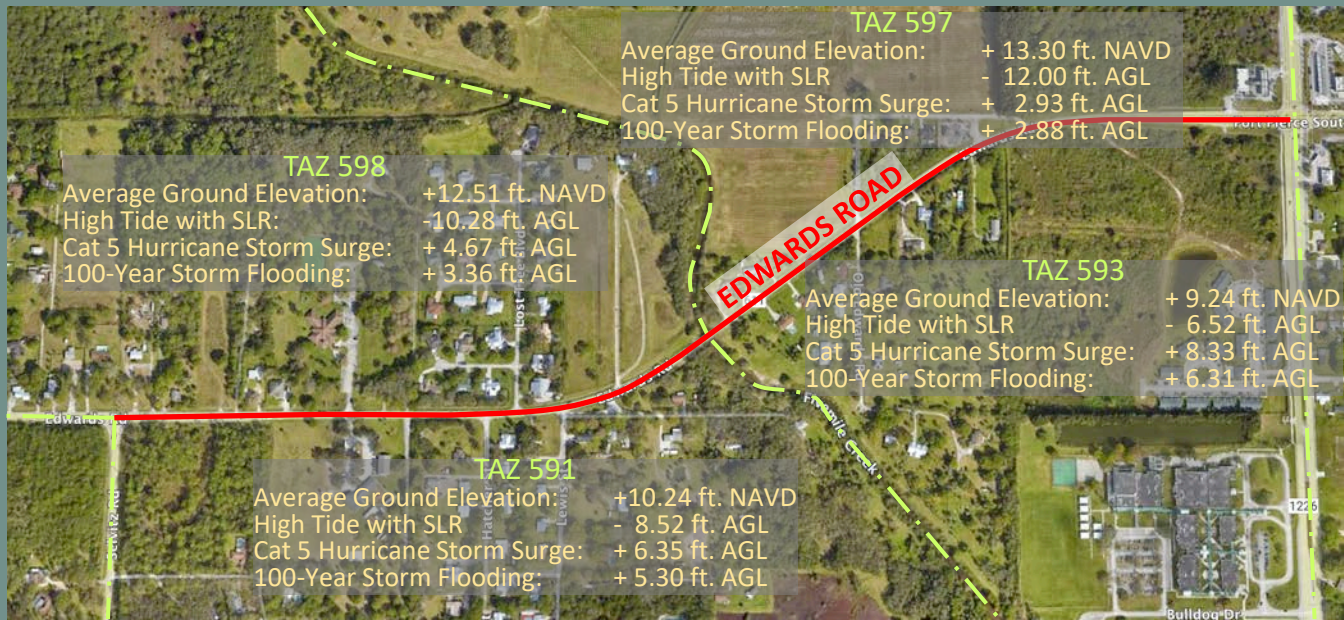 TAZ 597
Average Ground Elevation: + 13.30 ft. NAVD
High Tide with SLR - 12.00 ft. AGL
Cat 5 Hurricane Storm Surge: + 2.93 ft. AGL
100-Year Storm Flooding: + 2.88 ft. AGL
Fort Pierce South
TAZ 598
Average Ground Elevation: +12.51 ft. NAVD
High Tide with SLR: -10.28 ft. AGL
Cat 5 Hurricane Storm Surge: + 4.67 ft. AGL
100-Year Storm Flooding: + 3.36 ft. AGL
EDWARDS ROAD
TAZ 593
Average Ground Elevation: + 9.24 ft. NAVD
High Tide with SLR - 6.52 ft. AGL
Cat 5 Hurricane Storm Surge: + 8.33 ft. AGL
100-Year Storm Flooding: + 6.31 ft. AGL
Edwards Rd
Selvitz Rd
TAZ 591
Average Ground Elevation: +10.24 ft. NAVD
High Tide with SLR - 8.52 ft. AGL
Cat 5 Hurricane Storm Surge: + 6.35 ft. AGL
100-Year Storm Flooding: + 5.30 ft. AGL
Creek
1226
Bulldog Dr